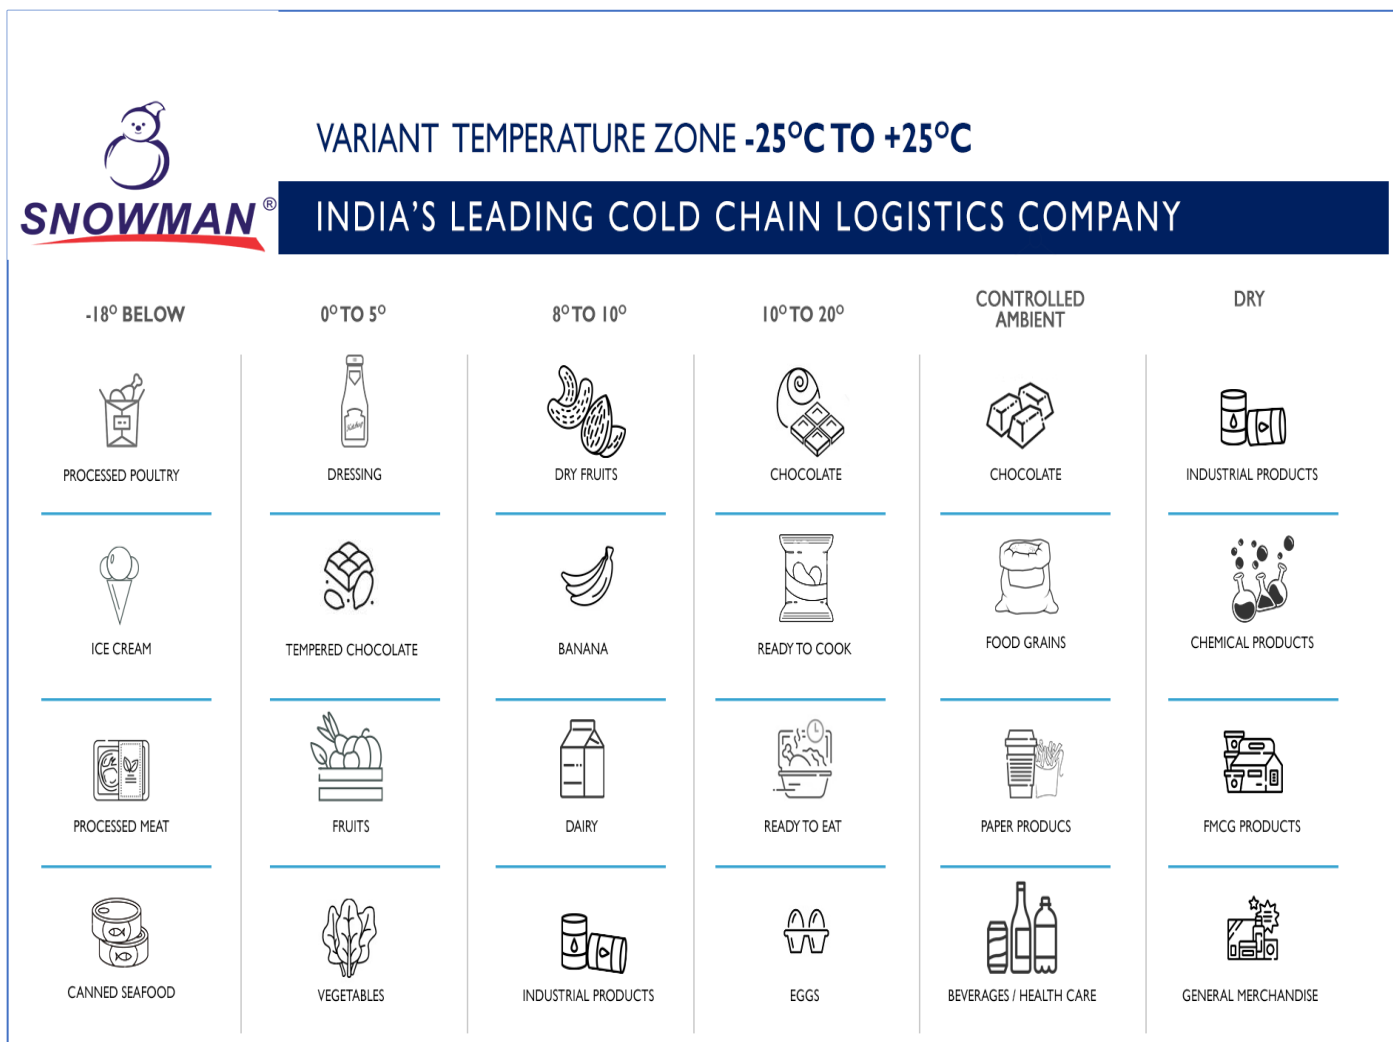 VARIANT TEMPERATURE ZONE -25°C TO +25°C
SNOWMAN ®
INDIA'S LEADING COLD CHAIN LOGISTICS COMPANY
-18° BELOW
0° TO 5°
8° TO 10°
10° TO 20°
CONTROLLED
AMBIENT
DRY
Ketchup
PROCESSED POULTRY
DRESSING
DRY FRUITS
CHOCOLATE
CHOCOLATE
INDUSTRIAL PRODUCTS
ICE CREAM
TEMPERED CHOCOLATE
BANANA
READY TO COOK
FOOD GRAINS
CHEMICAL PRODUCTS
PROCESSED MEAT
FRUITS
DAIRY
READY TO EAT
PAPER PRODUCS
FMCG PRODUCTS
CANNED SEAFOOD
VEGETABLES
INDUSTRIAL PRODUCTS
EGGS
BEVERAGES / HEALTH CARE
GENERAL MERCHANDISE